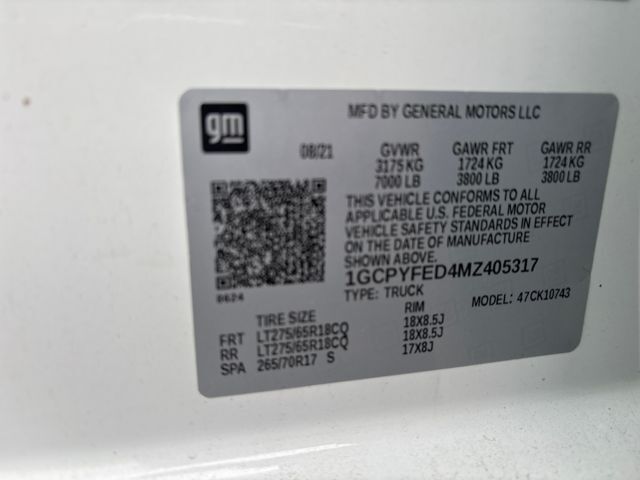 gm
MFD BY GENERAL MOTORS LLC
08/21 GVWR GAWR FRT GAWR RR
3175 KG 1724 KG 1724 KG
7000 LB 3800 LB 3800 LB
THIS VEHICLE CONFORMS TO ALL
APPLICABLE U.S. FEDERAL MOTOR
VEHICLE SAFETY STANDARDS IN EFFECT
ON THE DATE OF MANUFACTURE
SHOWN ABOVE.
1GCPYFED4MZ405317
0624
TYPE: TRUCK MODEL: 47CK10743
TIRE SIZE RIM
FRT LT275/65R18CQ 18X8.5J
RR LT275/65R18CQ 18X8.5J
SPA 265/70R17 S 17X8J